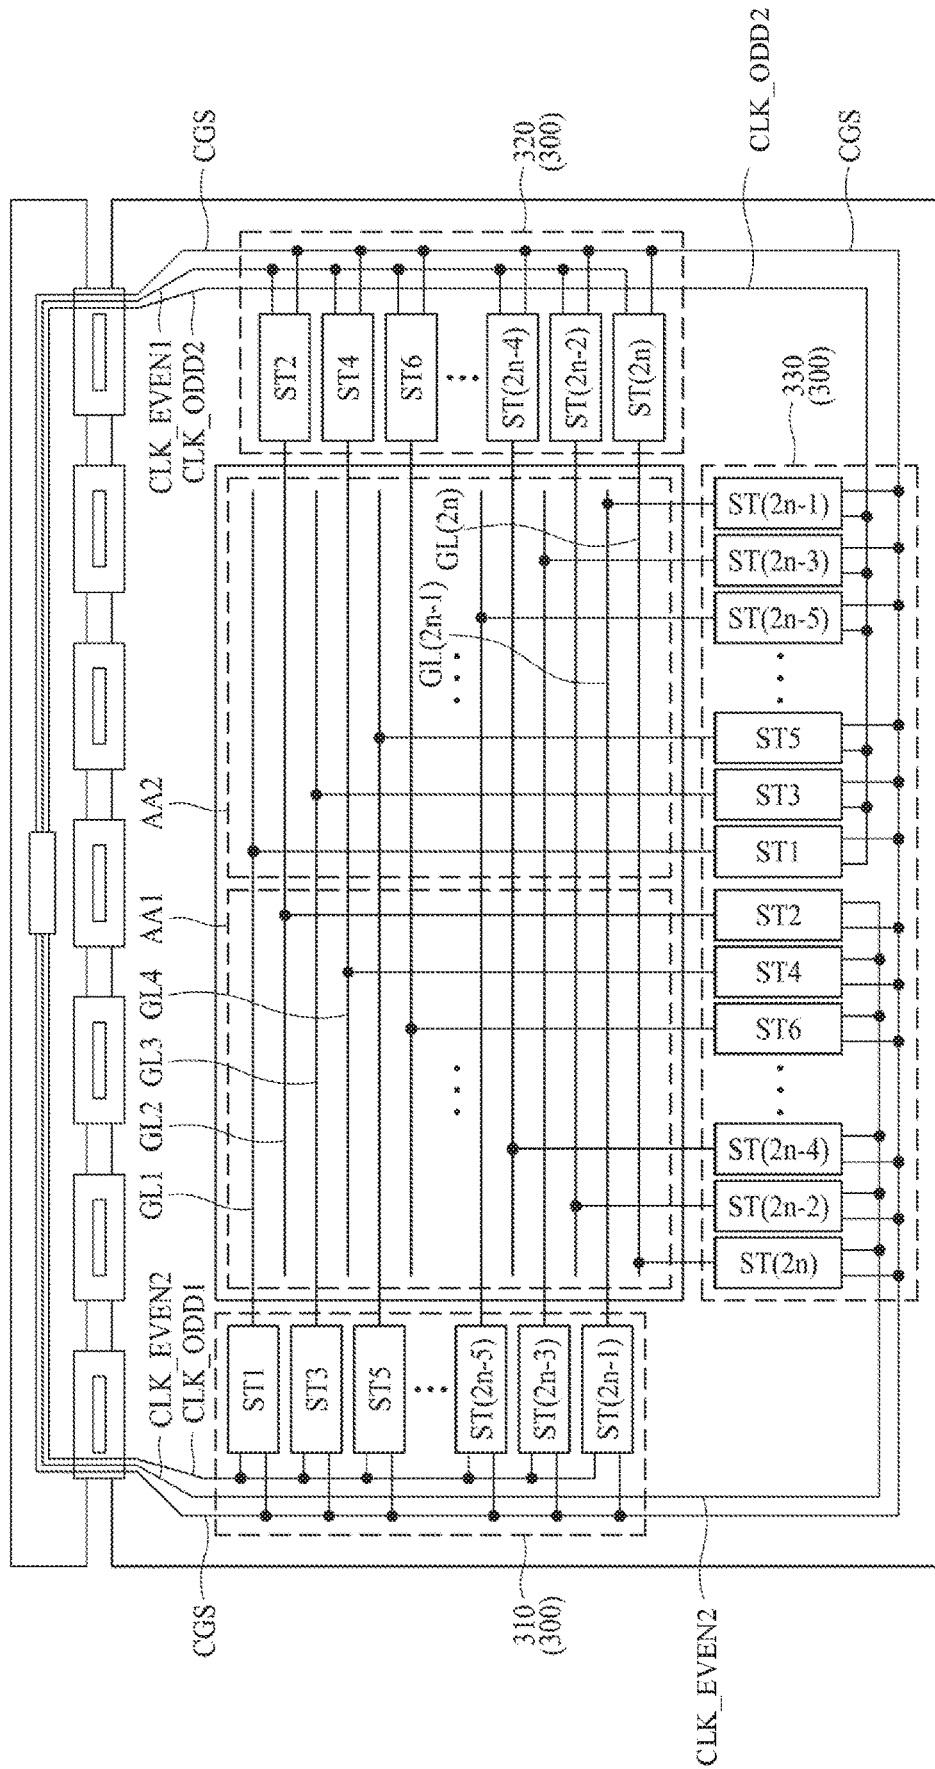 CGS
CLK_EVEN1
CLK_ODD2
320
(300)
CLK_ODD2
CGS
ST2
ST4
ST6
ST(2n-4)
ST(2n-2)
ST(2n)
330
(300)
GL(2n)
GL(2n-1)
ST(2n-1)
ST(2n-3)
ST(2n-5)
ST5
ST3
ST1
ST2
ST4
ST6
ST(2n-4)
ST(2n-2)
ST(2n)
AA2
AA1
GL4
GL3
GL2
GL1
CLK_EVEN2
CLK_ODD1
ST1
ST3
ST5
ST(2n-5)
ST(2n-3)
ST(2n-1)
CGS
310
(300)
CLK_EVEN2